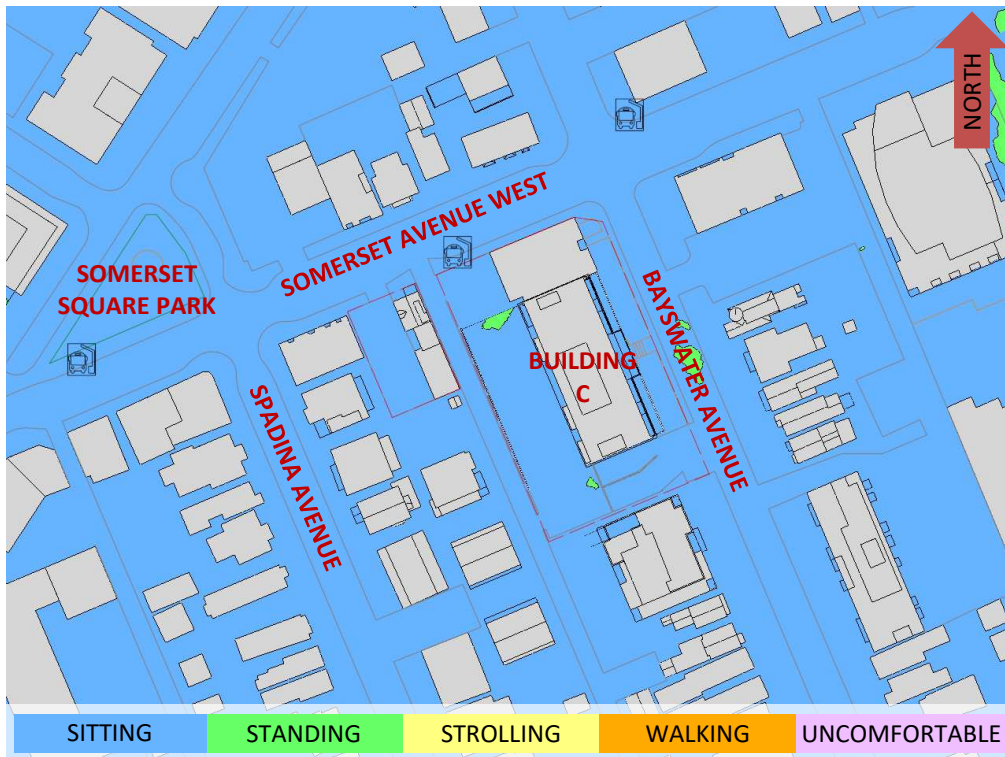 NORTH
SOMERSET AVENUE WEST
SOMERSET
SQUARE PARK
BAYSWATER AVENUE
BUILDING
C
SPADINA AVENUE
SITTING
STANDING
STROLLING
WALKING
UNCOMFORTABLE